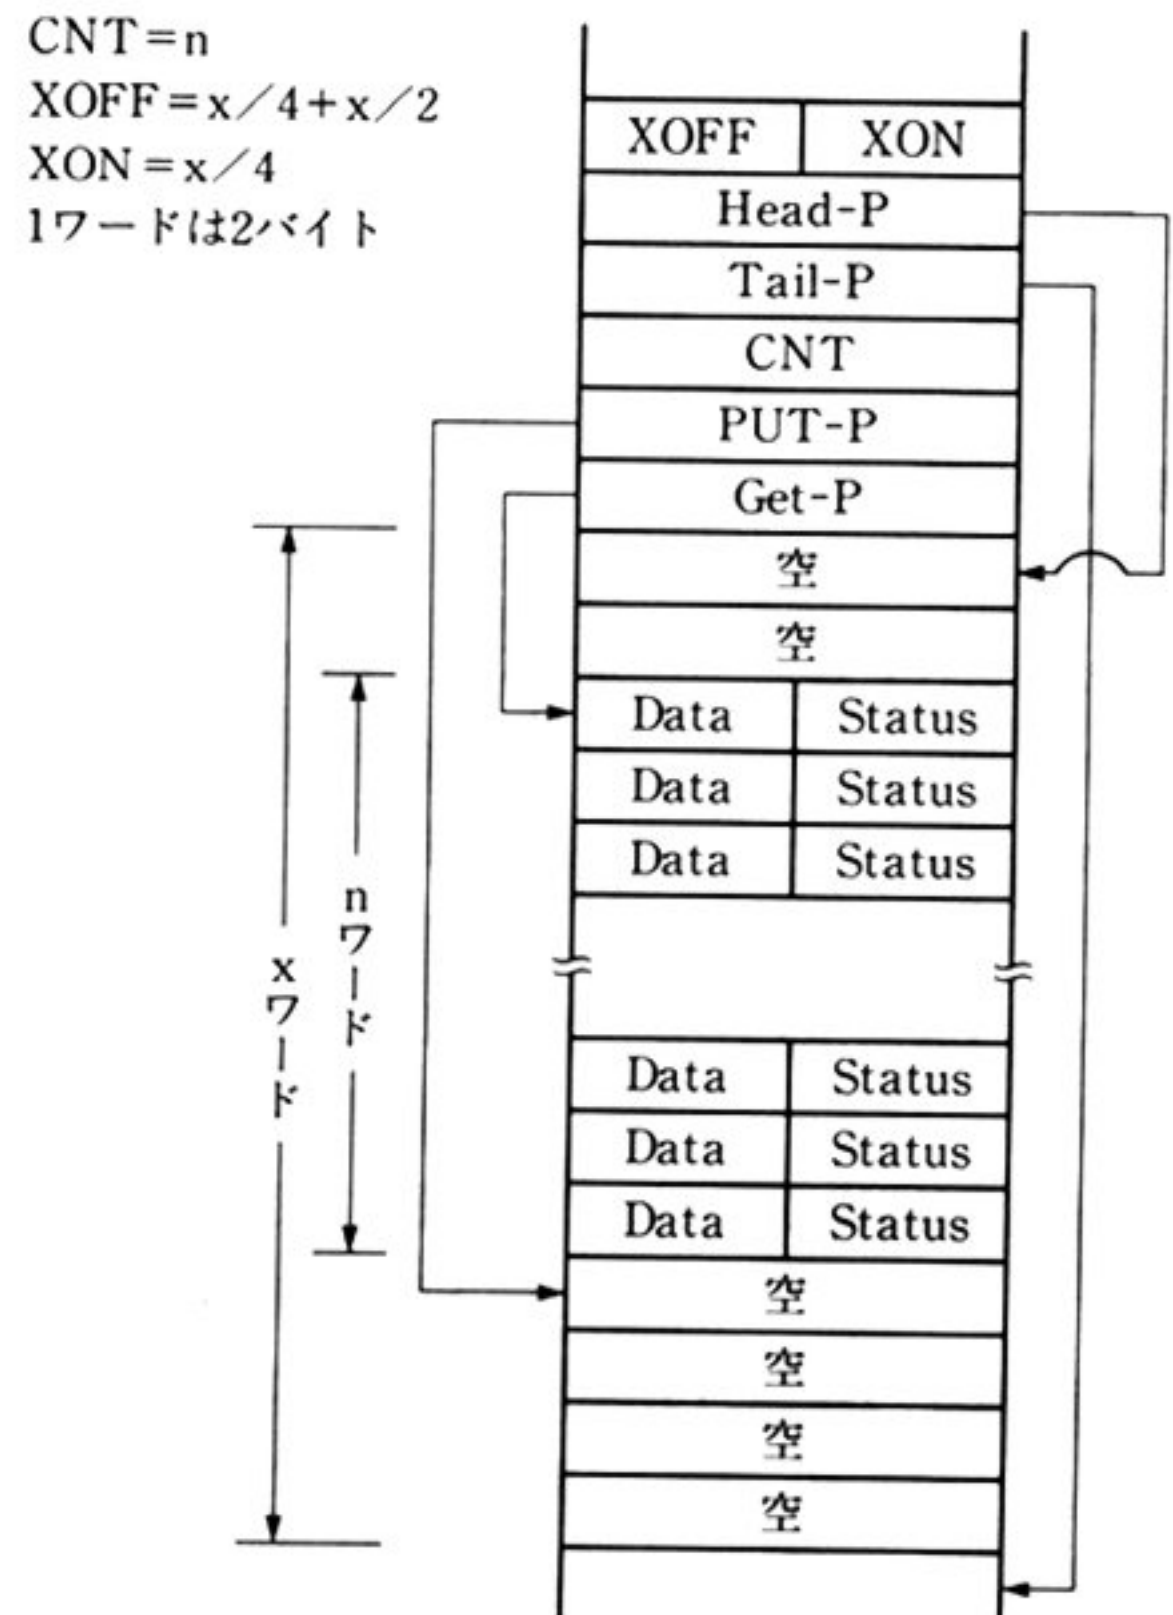 CNT=n
XOFF=x/4+x/2
XON=x/4
1ワードは2バイト
XOFF XON
Head-P
Tail-P
CNT
PUT-P
Get-P
空
空
Data Status
Data Status
Data Status
nワード
xワード
Data Status
Data Status
Data Status
空
空
空
空